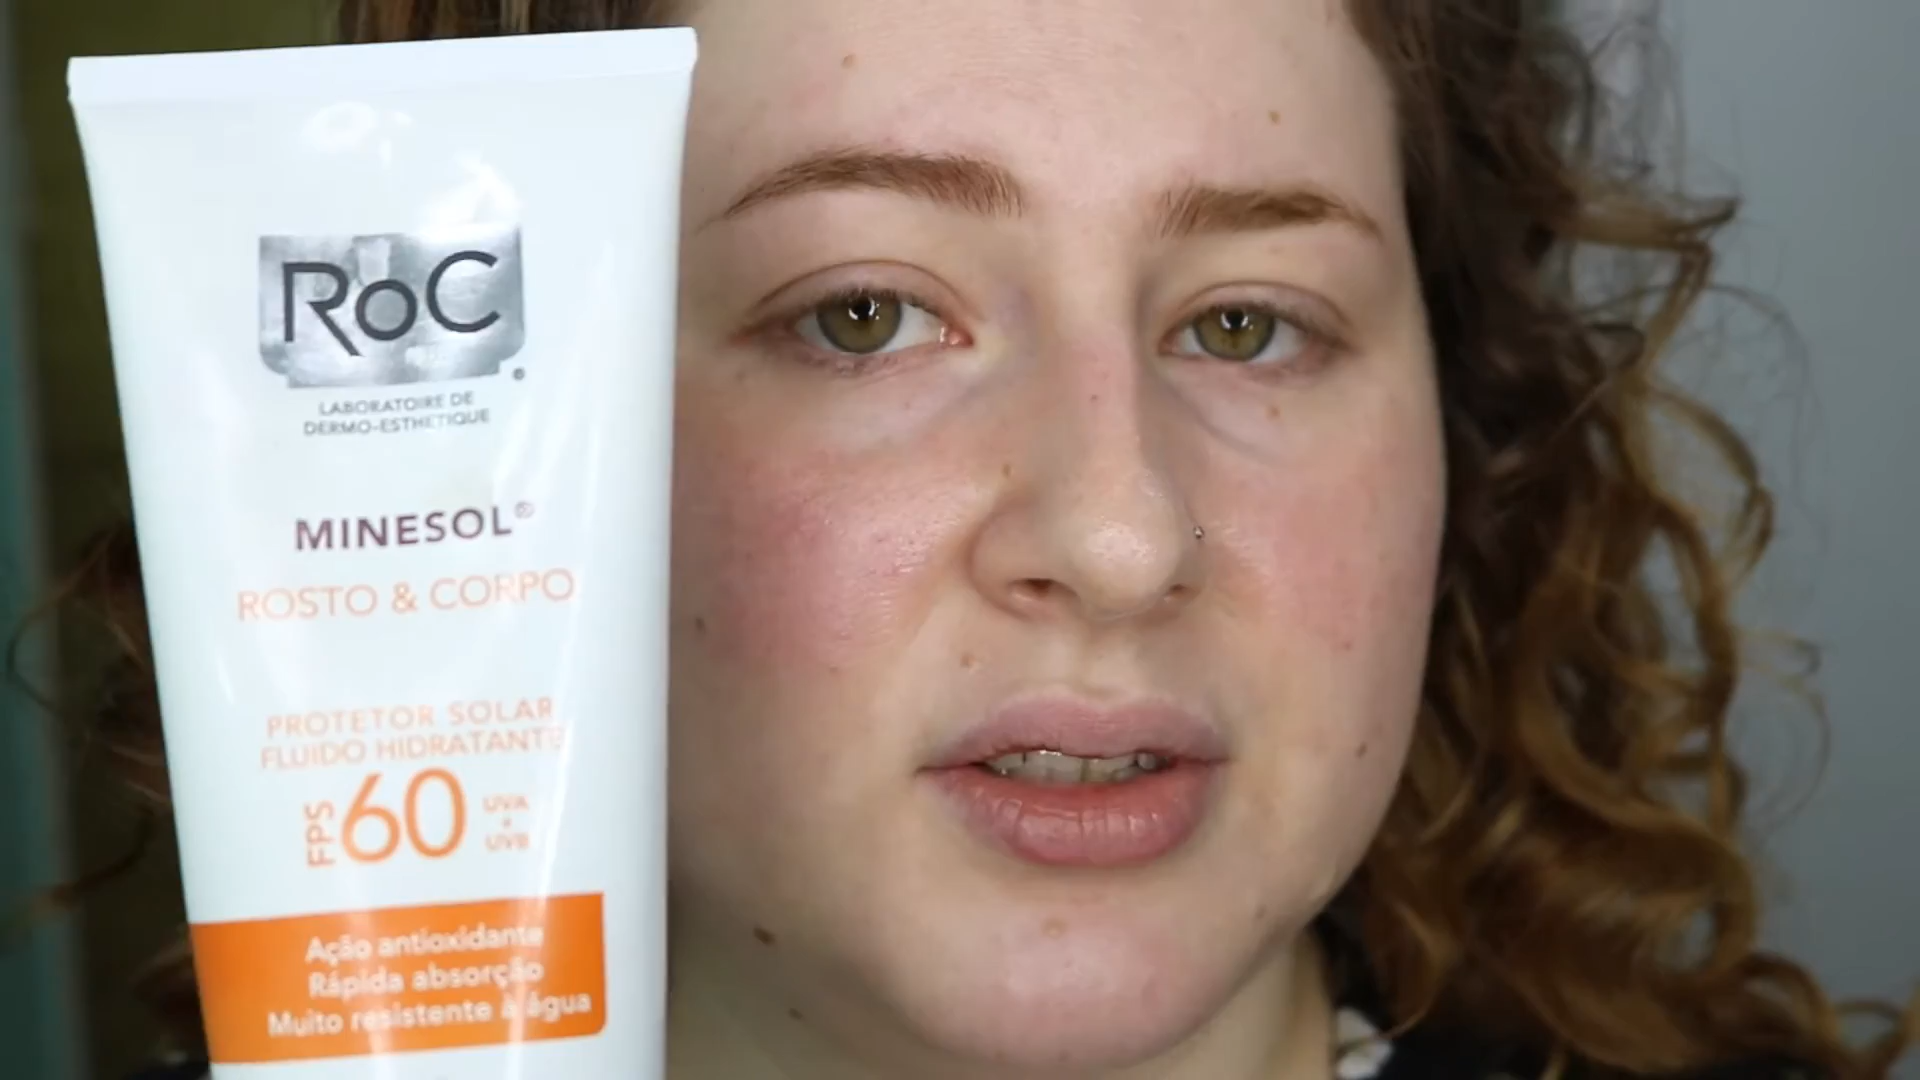 RoC
LABORATOIRE DE
DERMO-ESTHETIQUE
MINESOL®
ROSTO & CORPO
PROTETOR SOLAR
FLUIDO HIDRATANTE
FPS 60 UVA + UVB
Ação antioxidante
Rápida absorção
Muito resistente à água